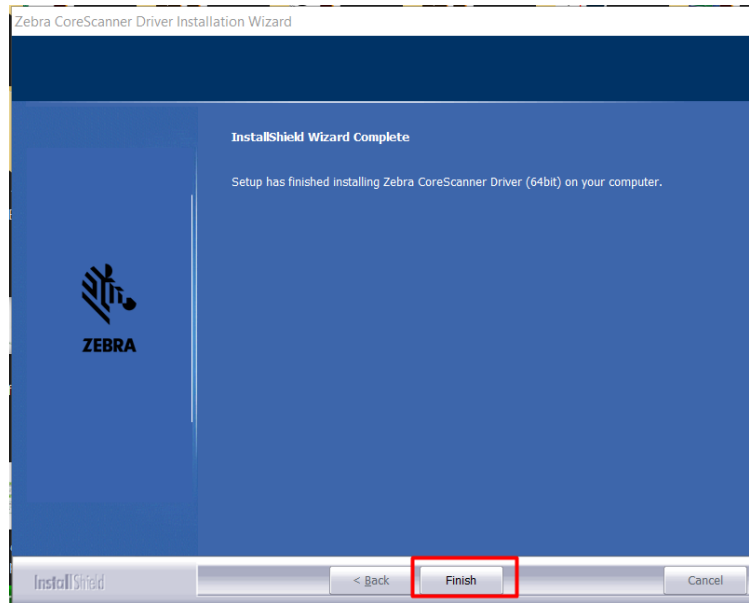 Zebra CoreScanner Driver Installation Wizard
InstallShield Wizard Complete
Setup has finished installing Zebra CoreScanner Driver (64bit) on your computer.
ZEBRA
InstallShield
< Back
Finish
Cancel